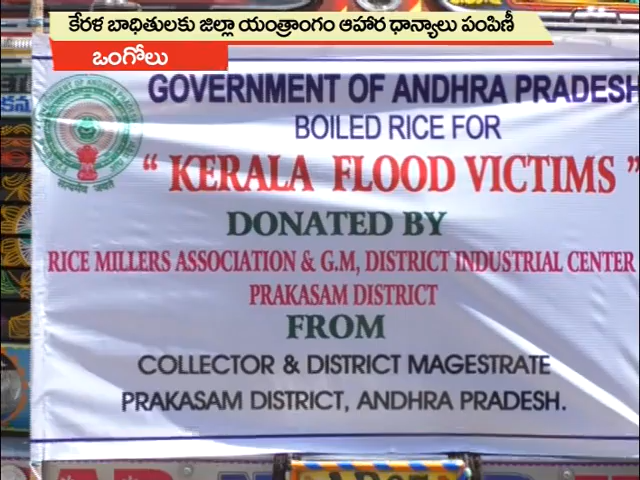 కేరళ బాధితులకు జిల్లా యంత్రాంగం ఆహార ధాన్యాలు పంపిణీ
ఒంగోలు
GOVERNMENT OF ANDHRA PRADESH
BOILED RICE FOR
“ KERALA FLOOD VICTIMS ”
DONATED BY
RICE MILLERS ASSOCIATION & G.M, DISTRICT INDUSTRIAL CENTER
PRAKASAM DISTRICT
FROM
COLLECTOR & DISTRICT MAGESTRATE
PRAKASAM DISTRICT, ANDHRA PRADESH.